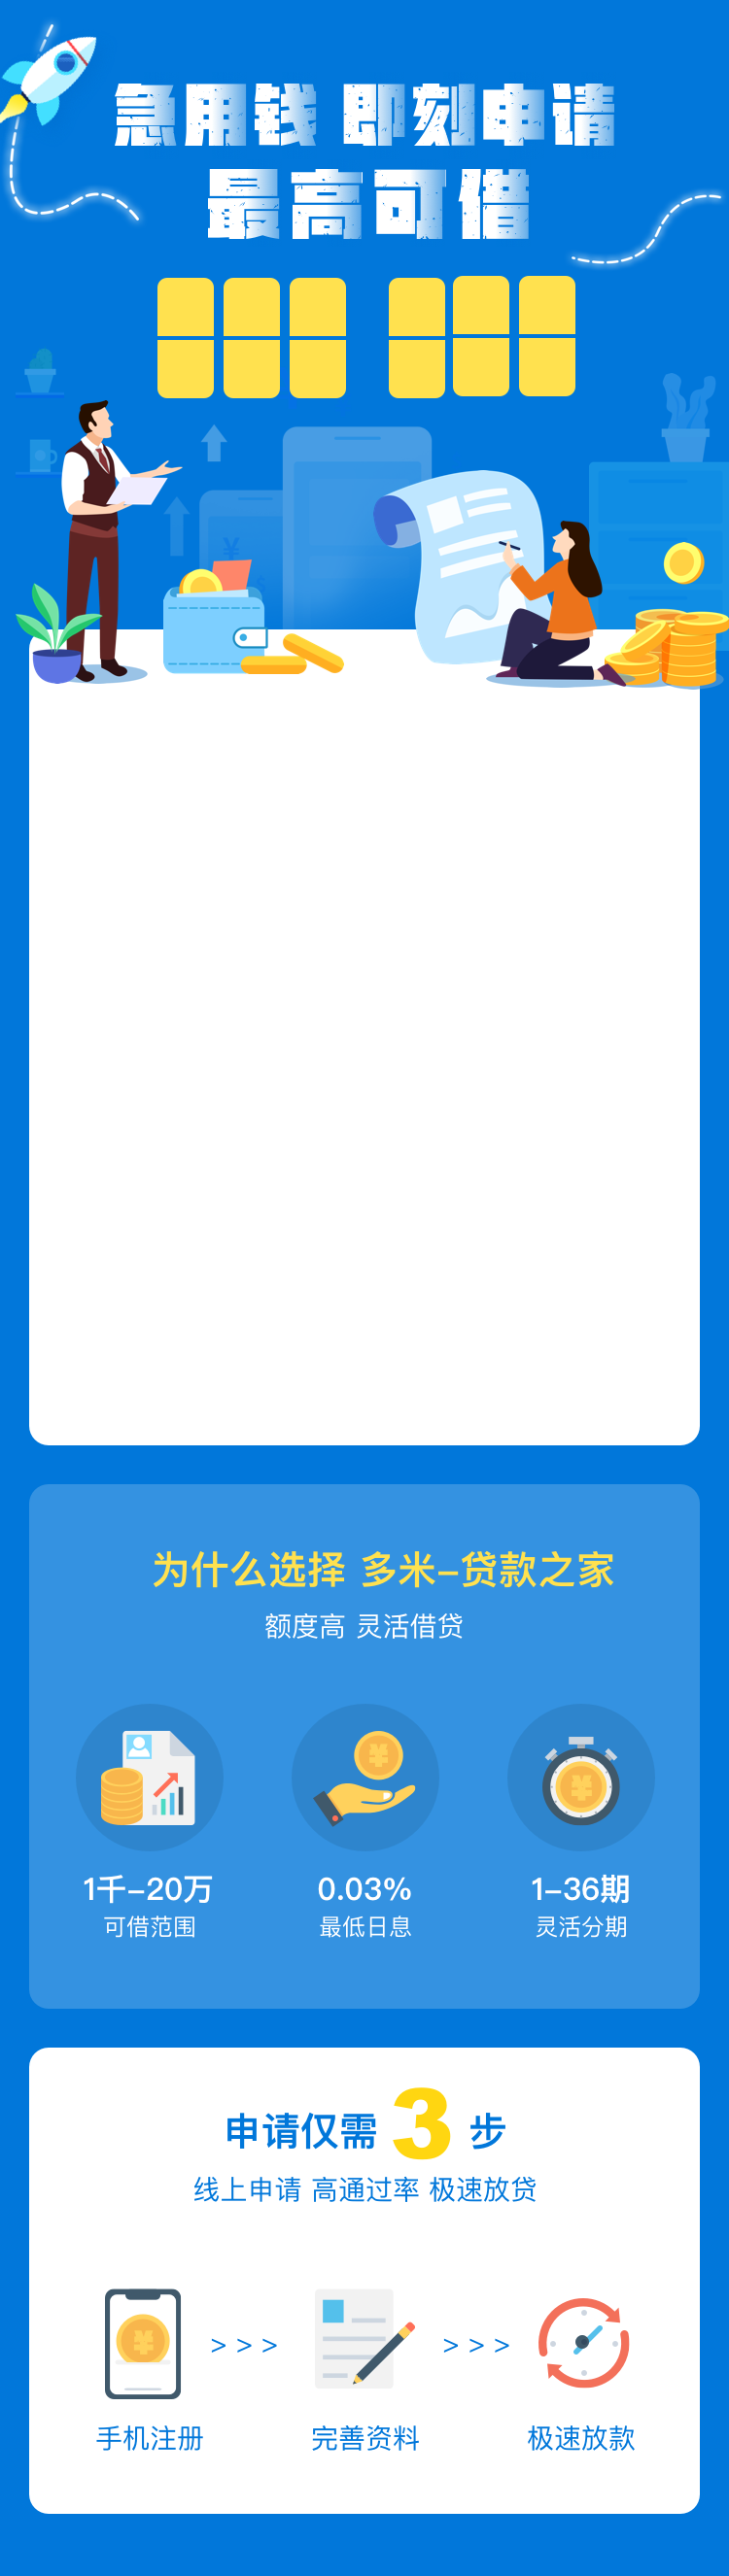 急用钱 即刻申请
最高可借
¥
为什么选择 多米-贷款之家
额度高 灵活借贷
1千-20万 0.03% 1-36期
可借范围 最低日息 灵活分期
申请仅需 3 步
线上申请 高通过率 极速放贷
> > > > > >
手机注册 完善资料 极速放款